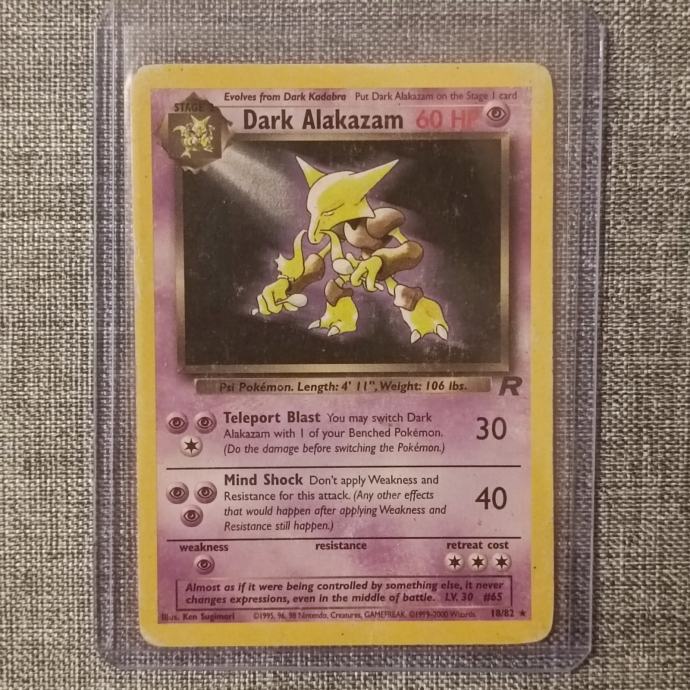 Evolves from Dark Kadabra Put Dark Alakazam on the Stage 1 card
STAGE
Dark Alakazam 60 HP
Psi Pokémon. Length: 4' 11", Weight: 106 lbs.
R
Teleport Blast You may switch Dark
Alakazam with 1 of your Benched Pokémon.
(Do the damage before switching the Pokémon.)
30
Mind Shock Don't apply Weakness and
Resistance for this attack. (Any other effects
that would happen after applying Weakness and
Resistance still happen.)
40
weakness resistance retreat cost
Almost as if it were being controlled by something else, it never
changes expressions, even in the middle of battle. LV. 30 #65
Illus. Ken Sugimori ©1995, 96, 98 Nintendo, Creatures, GAMEFREAK. ©1999-2000 Wizards. 18/82 ★